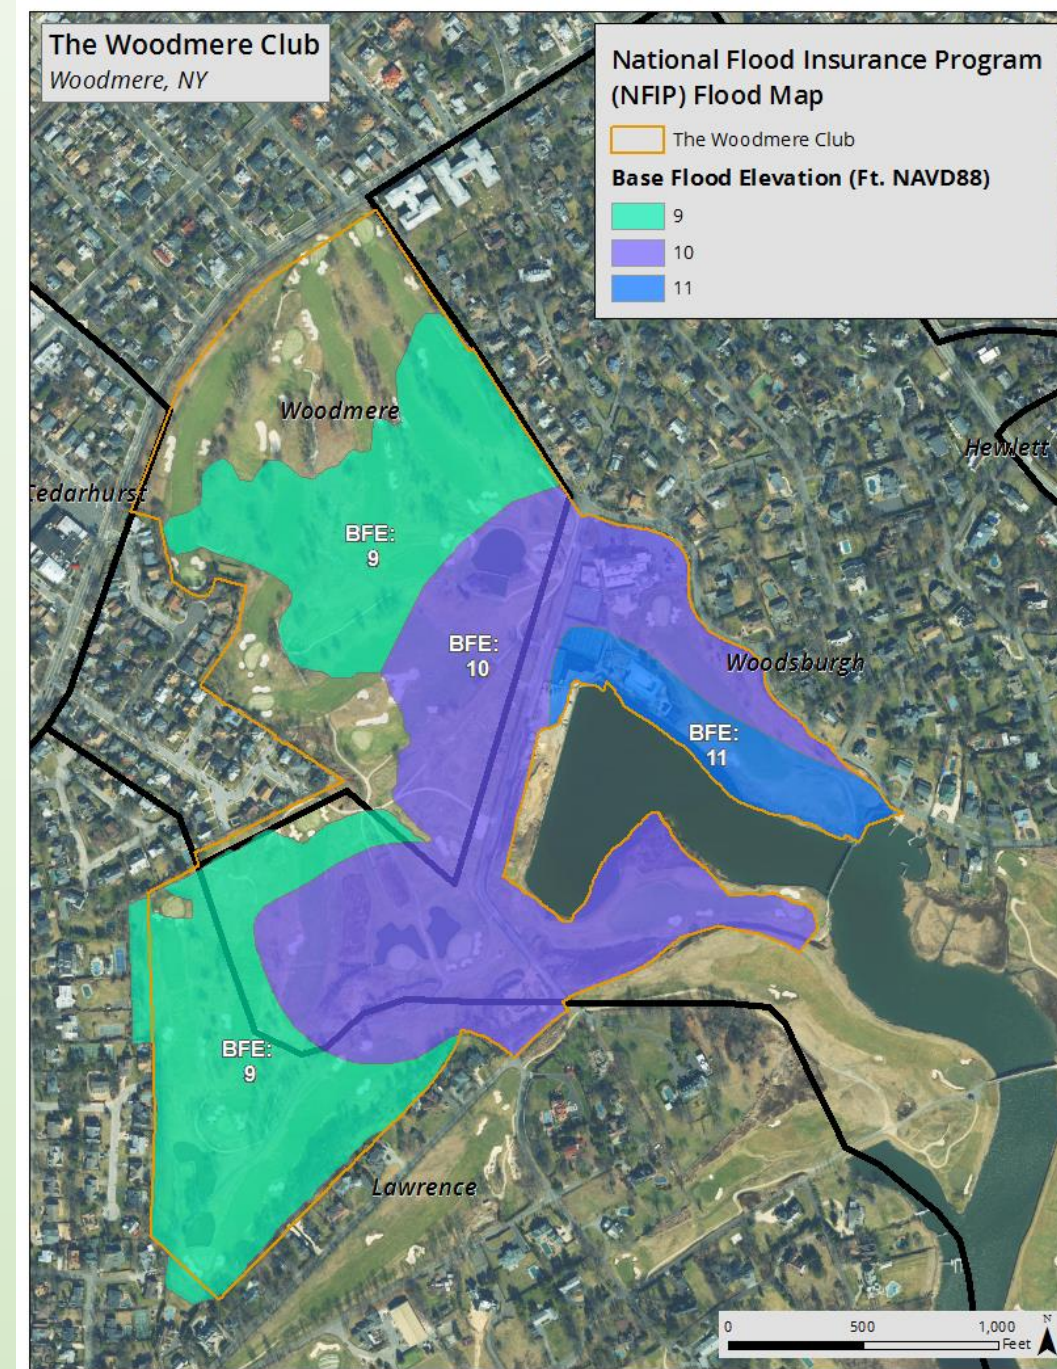 The Woodmere Club
Woodmere, NY
National Flood Insurance Program
(NFIP) Flood Map
The Woodmere Club
Base Flood Elevation (Ft. NAVD88)
9
10
11
Woodmere
Hewlett
Cedarhurst
BFE:
9
BFE:
10
Woodsburgh
BFE:
11
BFE:
9
Lawrence
0 500 1,000
Feet
N